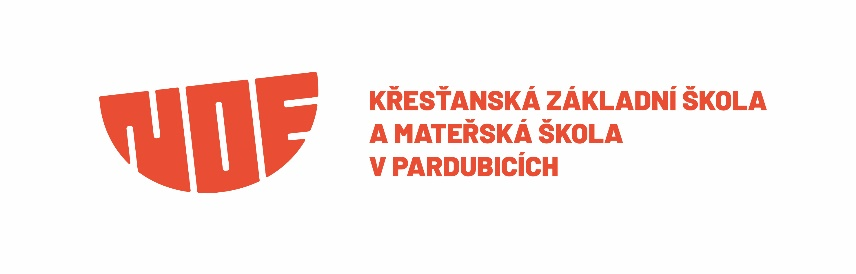 NOE
KŘESŤANSKÁ ZÁKLADNÍ ŠKOLA
A MATEŘSKÁ ŠKOLA
V PARDUBICÍCH